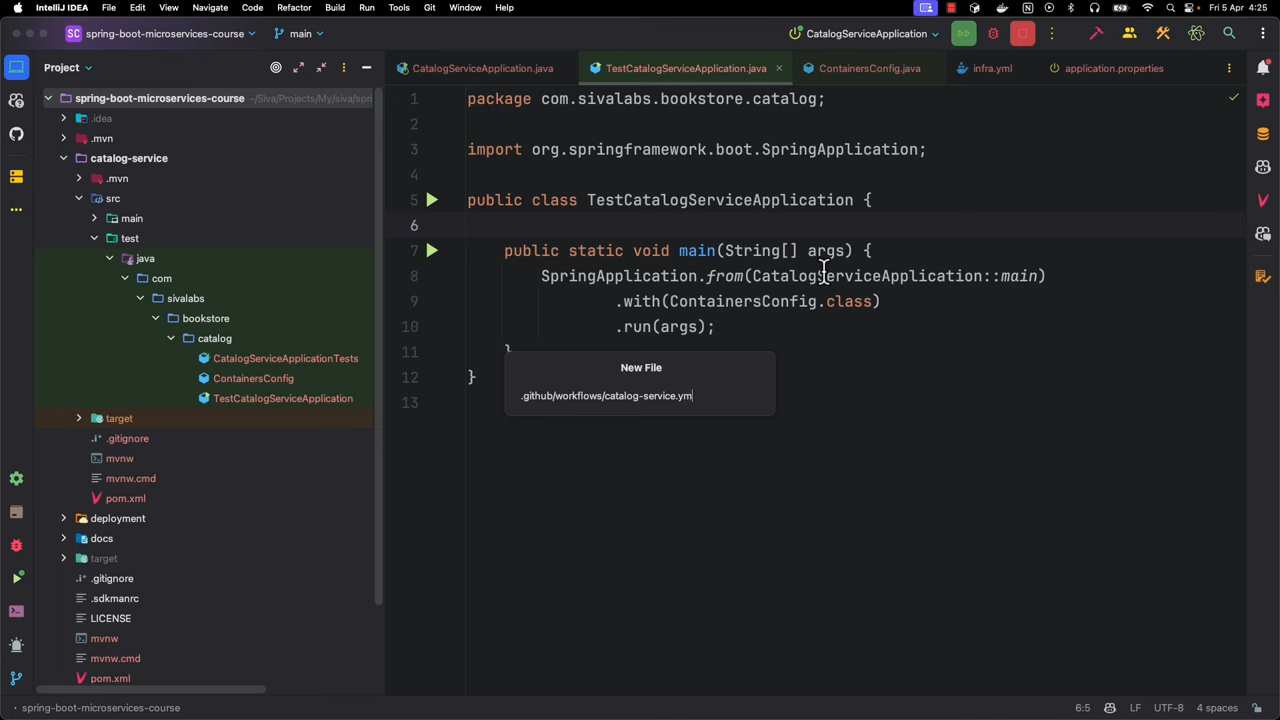 IntelliJ IDEA File Edit View Navigate Code Refactor Build Run Tools Git Window Help Fri 5 Apr 4:25
SC spring-boot-microservices-course main CatalogServiceApplication
Project
CatalogServiceApplication.java TestCatalogServiceApplication.java ContainersConfig.java infra.yml application.properties
spring-boot-microservices-course ~/Siva/Projects/My/siva/spri
.idea
.mvn
catalog-service
.mvn
src
main
test
java
com
sivalabs
bookstore
catalog
CatalogServiceApplicationTests
ContainersConfig
TestCatalogServiceApplication
target
.gitignore
mvnw
mvnw.cmd
pom.xml
deployment
docs
target
.gitignore
.sdkmanrc
LICENSE
mvnw
mvnw.cmd
pom.xml
1 package com.sivalabs.bookstore.catalog;
2
3 import org.springframework.boot.SpringApplication;
4
5 public class TestCatalogServiceApplication {
6
7 public static void main(String[] args) {
8 SpringApplication.from(CatalogServiceApplication::main)
9 .with(ContainersConfig.class)
10 .run(args);
11 }
12 }
13
New File
.github/workflows/catalog-service.ym
spring-boot-microservices-course 6:5 LF UTF-8 4 spaces